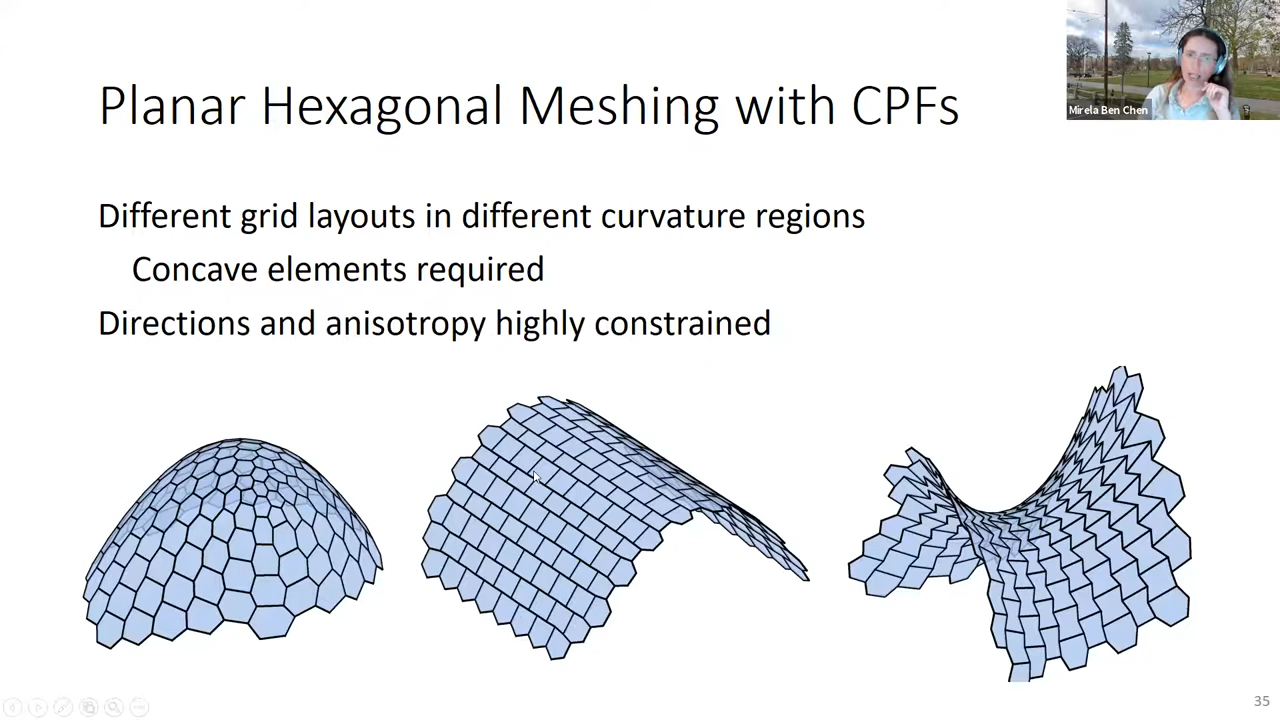 Mirela Ben Chen
Planar Hexagonal Meshing with CPFs
Different grid layouts in different curvature regions
Concave elements required
Directions and anisotropy highly constrained
35